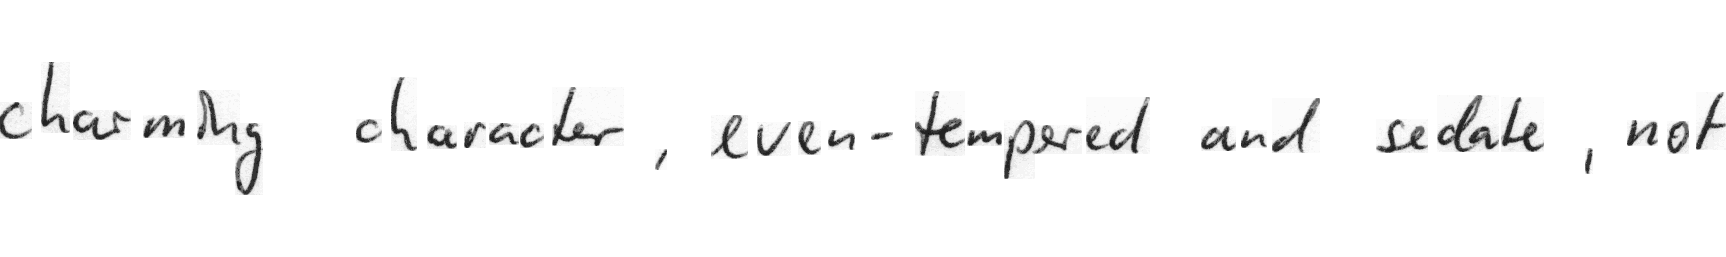 charming character, even-tempered and sedate, not